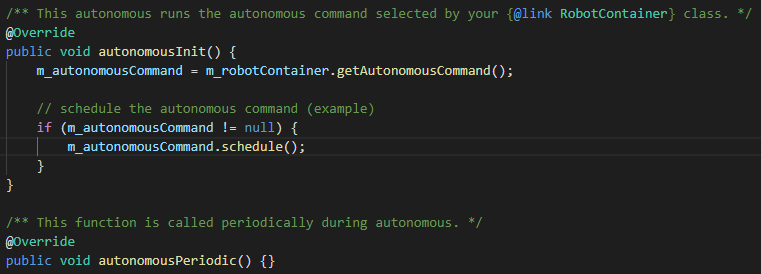 /** This autonomous runs the autonomous command selected by your {@link RobotContainer} class. */
@Override
public void autonomousInit() {
    m_autonomousCommand = m_robotContainer.getAutonomousCommand();

    // schedule the autonomous command (example)
    if (m_autonomousCommand != null) {
        m_autonomousCommand.schedule();
    }
}

/** This function is called periodically during autonomous. */
@Override
public void autonomousPeriodic() {}